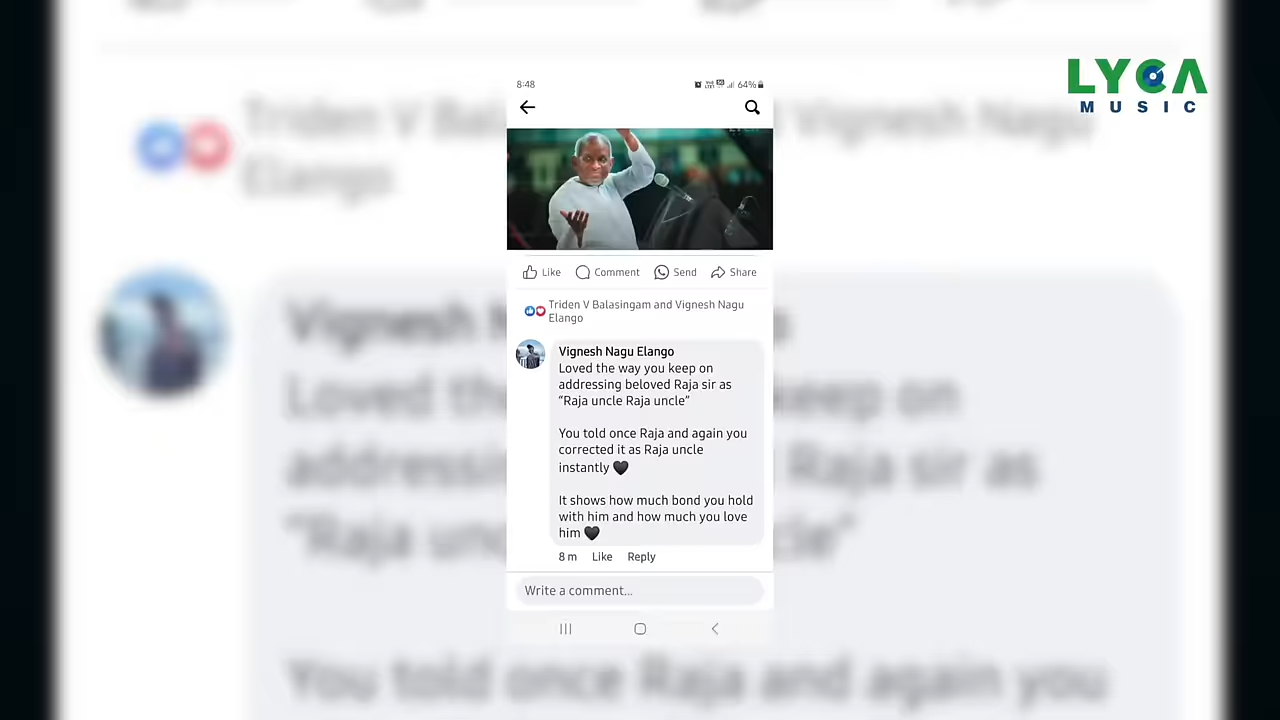 LYCA
MUSIC
8:48
64%
Like
Comment
Send
Share
Triden V Balasingam and Vignesh Nagu
Elango
Vignesh Nagu Elango
Loved the way you keep on
addressing beloved Raja sir as
“Raja uncle Raja uncle”
You told once Raja and again you
corrected it as Raja uncle
instantly 🖤
It shows how much bond you hold
with him and how much you love
him 🖤
8 m Like Reply
Write a comment...